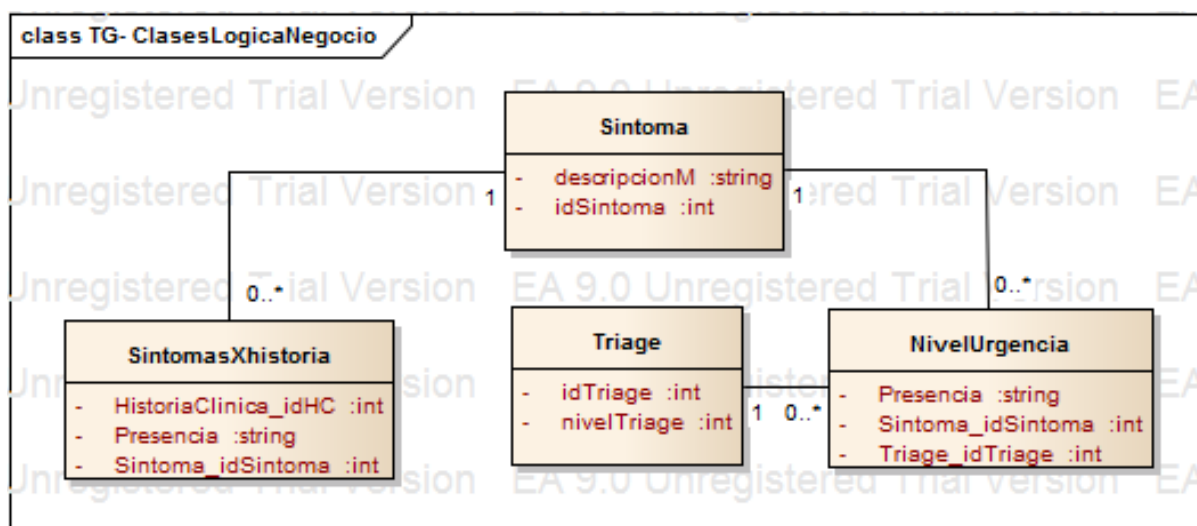 class TG- ClasesLogicaNegocio
Unregistered Trial Version EA 9.0 Unregistered Trial Version EA
Sintoma
- descripcionM :string
- idSintoma :int
1
1
0..*
0..*
SintomasXhistoria
- HistoriaClinica_idHC :int
- Presencia :string
- Sintoma_idSintoma :int
Triage
- idTriage :int
- nivelTriage :int
1 0..*
NivelUrgencia
- Presencia :string
- Sintoma_idSintoma :int
- Triage_idTriage :int